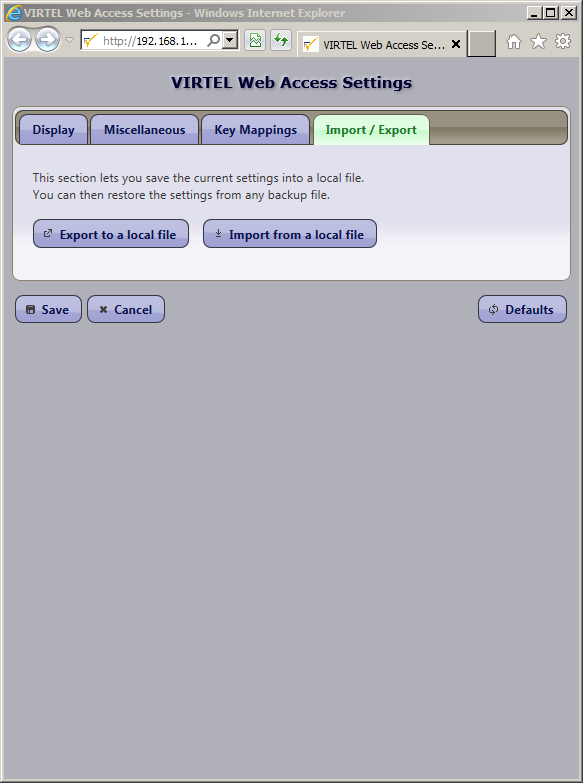 VIRTEL Web Access Settings - Windows Internet Explorer
http://192.168.1...
VIRTEL Web Access Se...
VIRTEL Web Access Settings
Display
Miscellaneous
Key Mappings
Import / Export
This section lets you save the current settings into a local file.
You can then restore the settings from any backup file.
Export to a local file
Import from a local file
Save
Cancel
Defaults